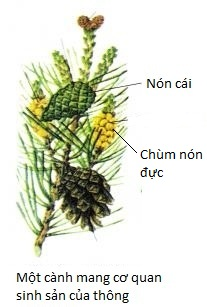 Nón cái
Chùm nón
đực
Một cành mang cơ quan
sinh sản của thông